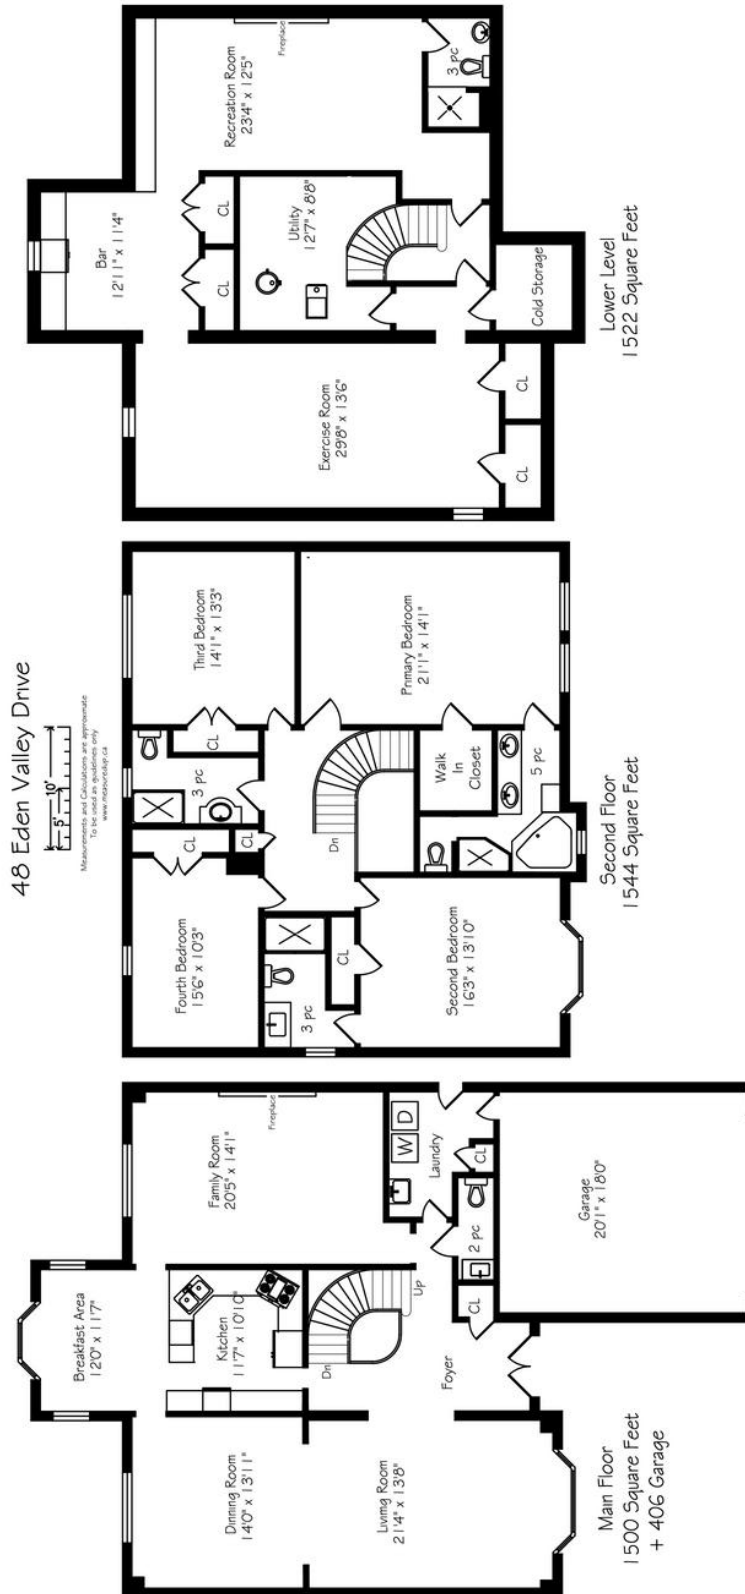 48 Eden Valley Drive
5' 10'
Measurements and Calculations are approximate
To be used as guidelines only
www.measuredup.ca
Breakfast Area
12'0" x 11'7"
Dinning Room
14'0" x 13'11"
Kitchen
11'7" x 10'10"
Family Room
20'5" x 14'1"
Fireplace
Living Room
21'4" x 13'8"
Dn
Up
Foyer
W D
Laundry
CL
2 pc
CL
Garage
20'1" x 18'0"
Main Floor
1500 Square Feet
+ 406 Garage
Fourth Bedroom
15'6" x 10'3"
CL
CL
3 pc
CL
Third Bedroom
14'1" x 13'3"
3 pc
CL
Dn
Second Bedroom
16'3" x 13'10"
Walk
In
Closet
5 pc
Primary Bedroom
21'1" x 14'1"
Second Floor
1544 Square Feet
Bar
12'11" x 11'4"
CL
CL
Recreation Room
23'4" x 12'5"
Fireplace
3 pc
Utility
12'7" x 8'8"
Exercise Room
29'8" x 13'6"
CL
CL
Cold Storage
Lower Level
1522 Square Feet